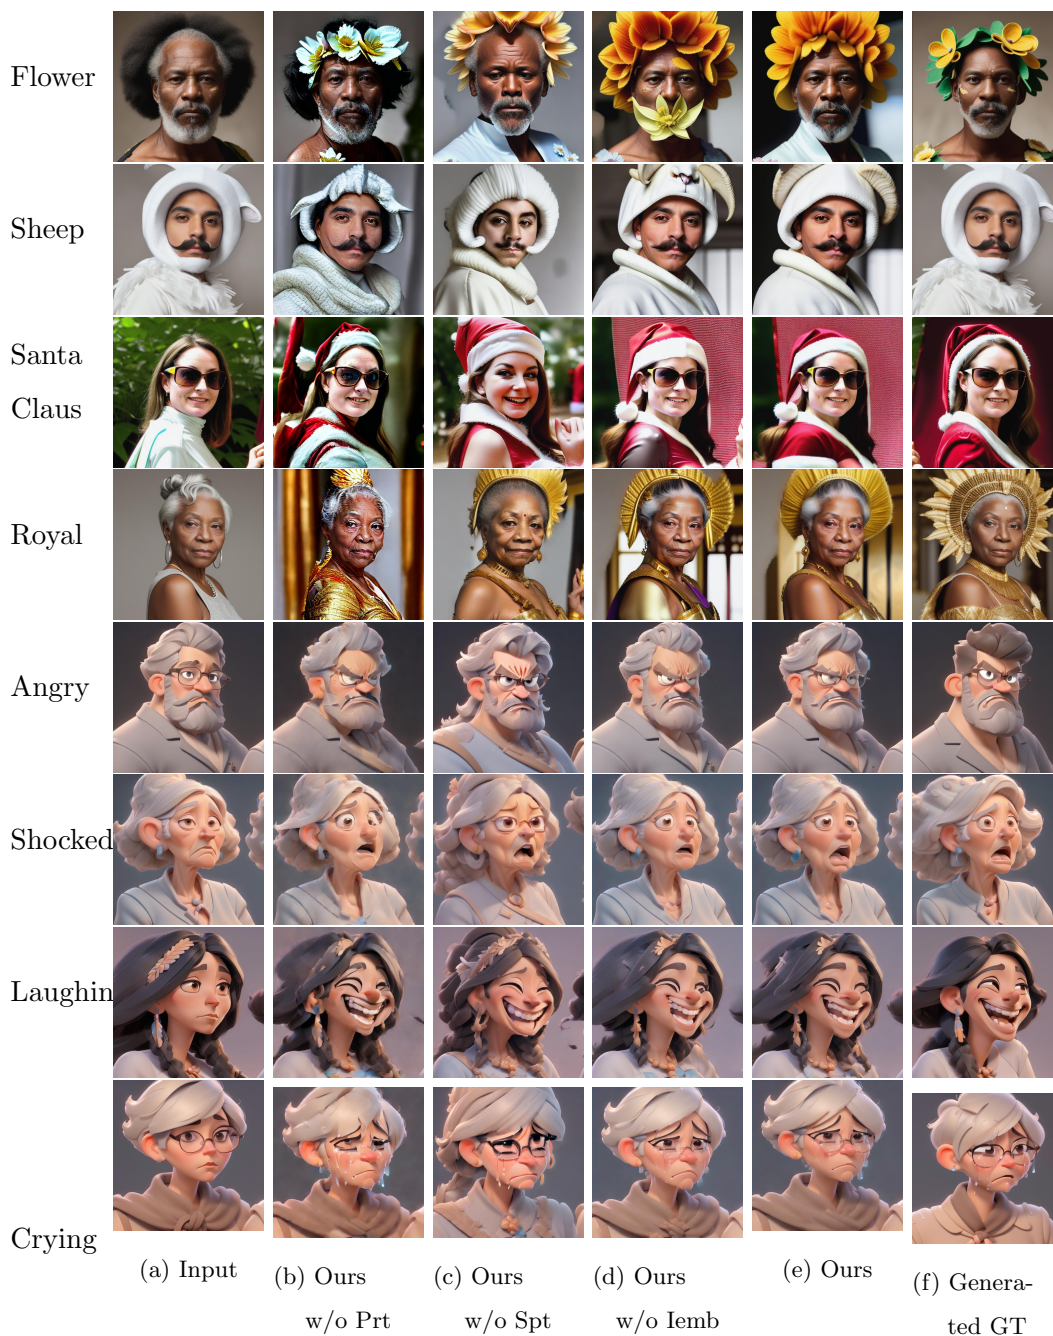 Flower
Sheep
Santa
Claus
Royal
Angry
Shocked
Laughin
Crying
(a) Input
(b) Ours
w/o Prt
(c) Ours
w/o Spt
(d) Ours
w/o Iemb
(e) Ours
(f) Genera-
ted GT